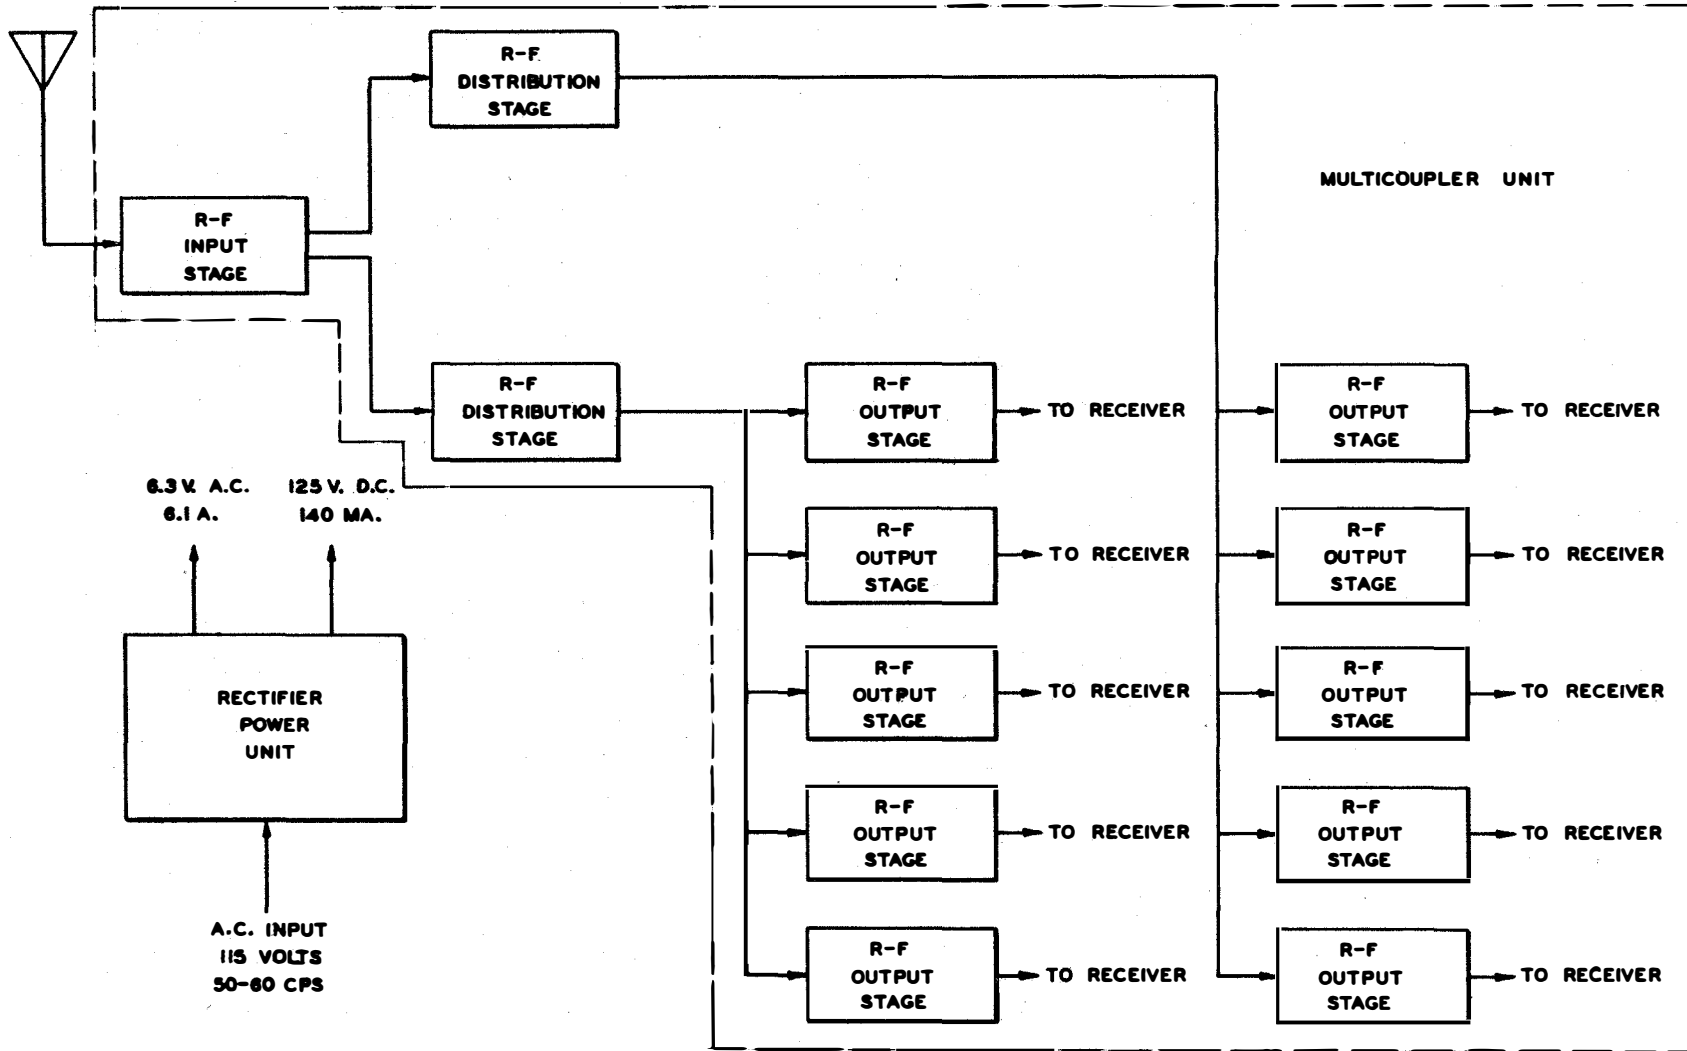 R-F
DISTRIBUTION
STAGE
MULTICOUPLER UNIT
R-F
INPUT
STAGE
R-F
DISTRIBUTION
STAGE
R-F
OUTPUT
STAGE
TO RECEIVER
R-F
OUTPUT
STAGE
TO RECEIVER
6.3 V. A.C.
6.1 A.
125 V. D.C.
140 MA.
R-F
OUTPUT
STAGE
TO RECEIVER
R-F
OUTPUT
STAGE
TO RECEIVER
RECTIFIER
POWER
UNIT
R-F
OUTPUT
STAGE
TO RECEIVER
R-F
OUTPUT
STAGE
TO RECEIVER
R-F
OUTPUT
STAGE
TO RECEIVER
R-F
OUTPUT
STAGE
TO RECEIVER
A.C. INPUT
115 VOLTS
50-60 CPS
R-F
OUTPUT
STAGE
TO RECEIVER
R-F
OUTPUT
STAGE
TO RECEIVER